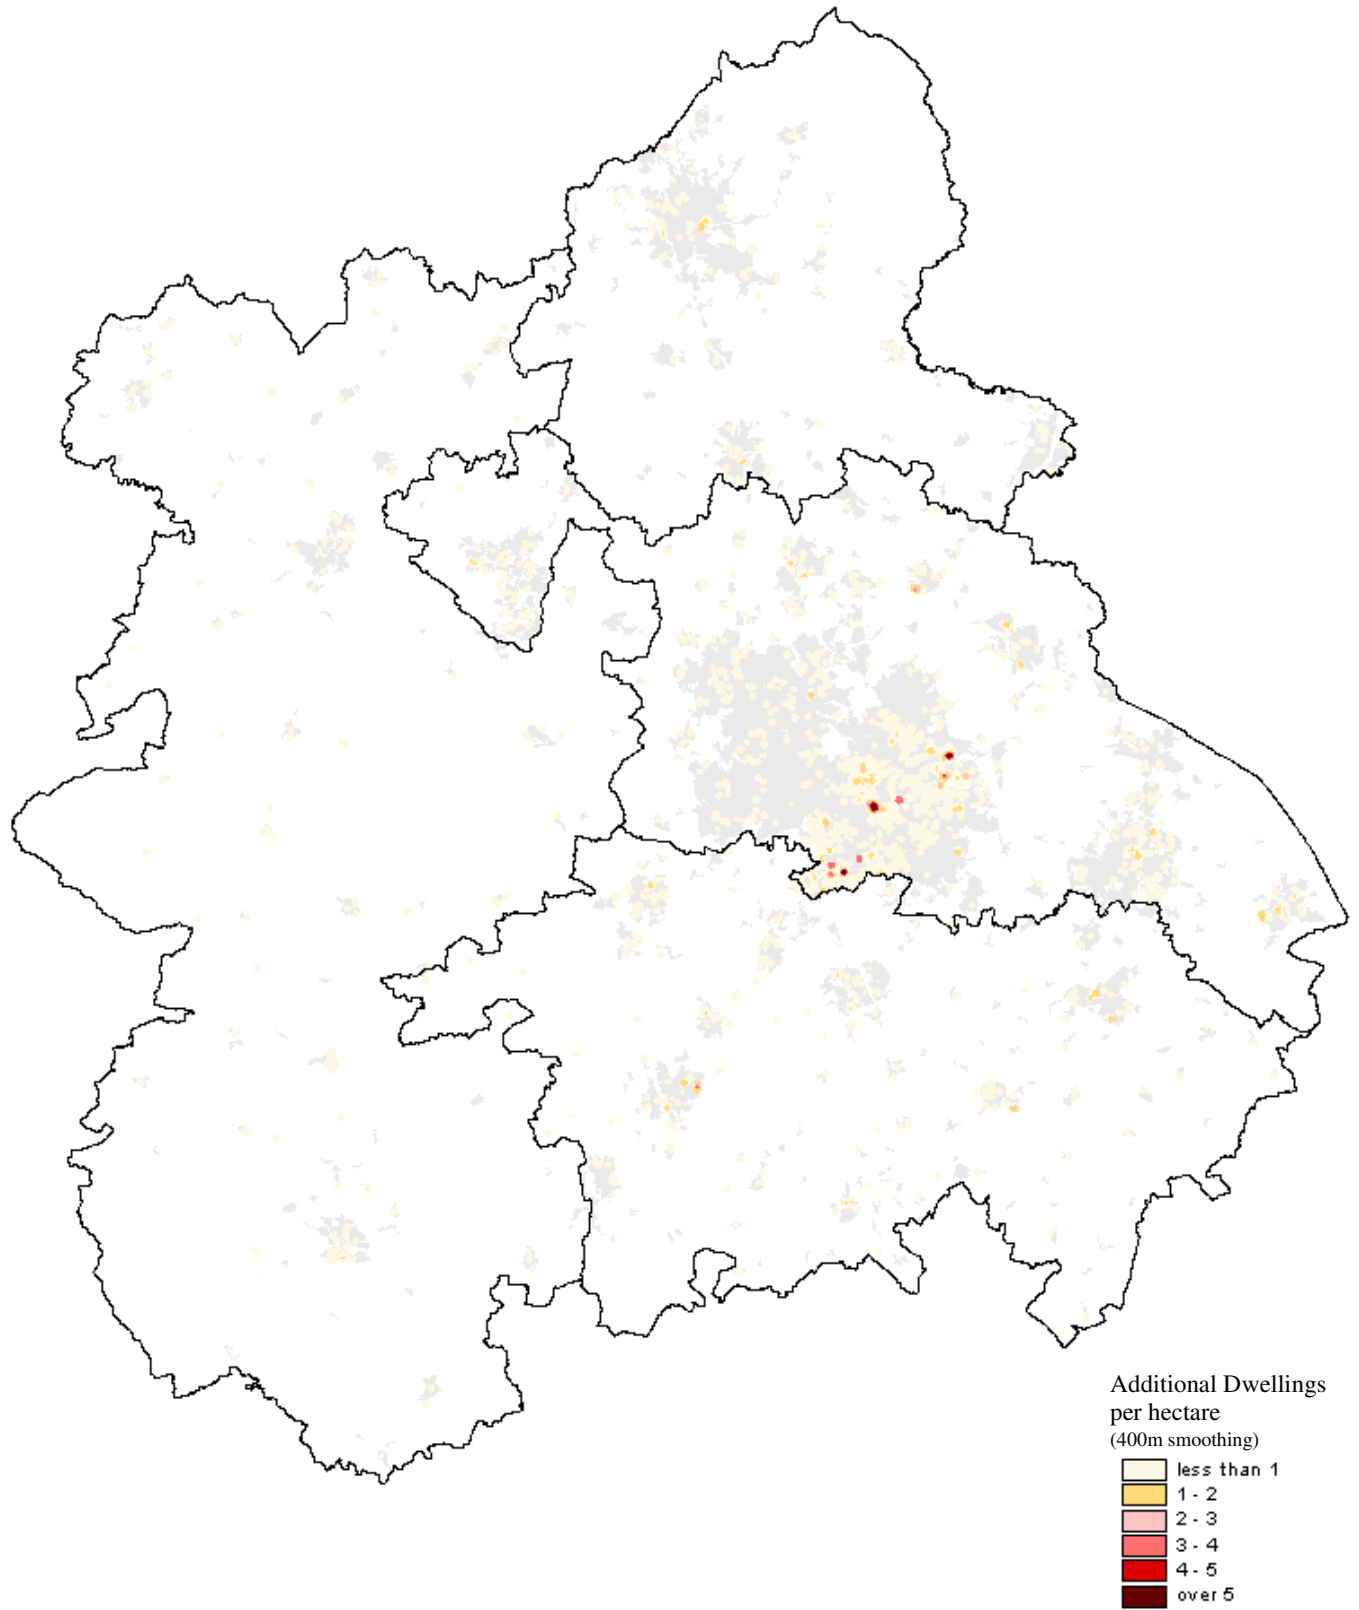 Additional Dwellings
per hectare
(400m smoothing)
less than 1
1 - 2
2 - 3
3 - 4
4 - 5
over 5